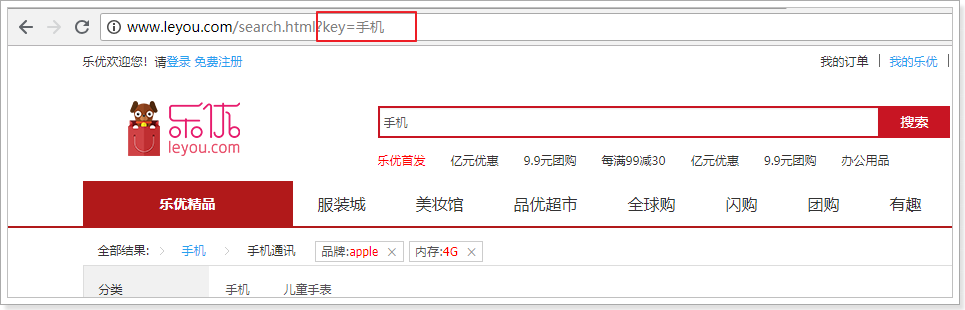 www.leyou.com/search.html?key=手机
乐优欢迎您！请登录 免费注册 我的订单 我的乐优
乐优
leyou.com
手机 搜索
乐优首发 亿元优惠 9.9元团购 每满99减30 亿元优惠 9.9元团购 办公用品
乐优精品 服装城 美妆馆 品优超市 全球购 闪购 团购 有趣
全部结果: 手机 手机通讯 品牌:apple 内存:4G
分类 手机 儿童手表